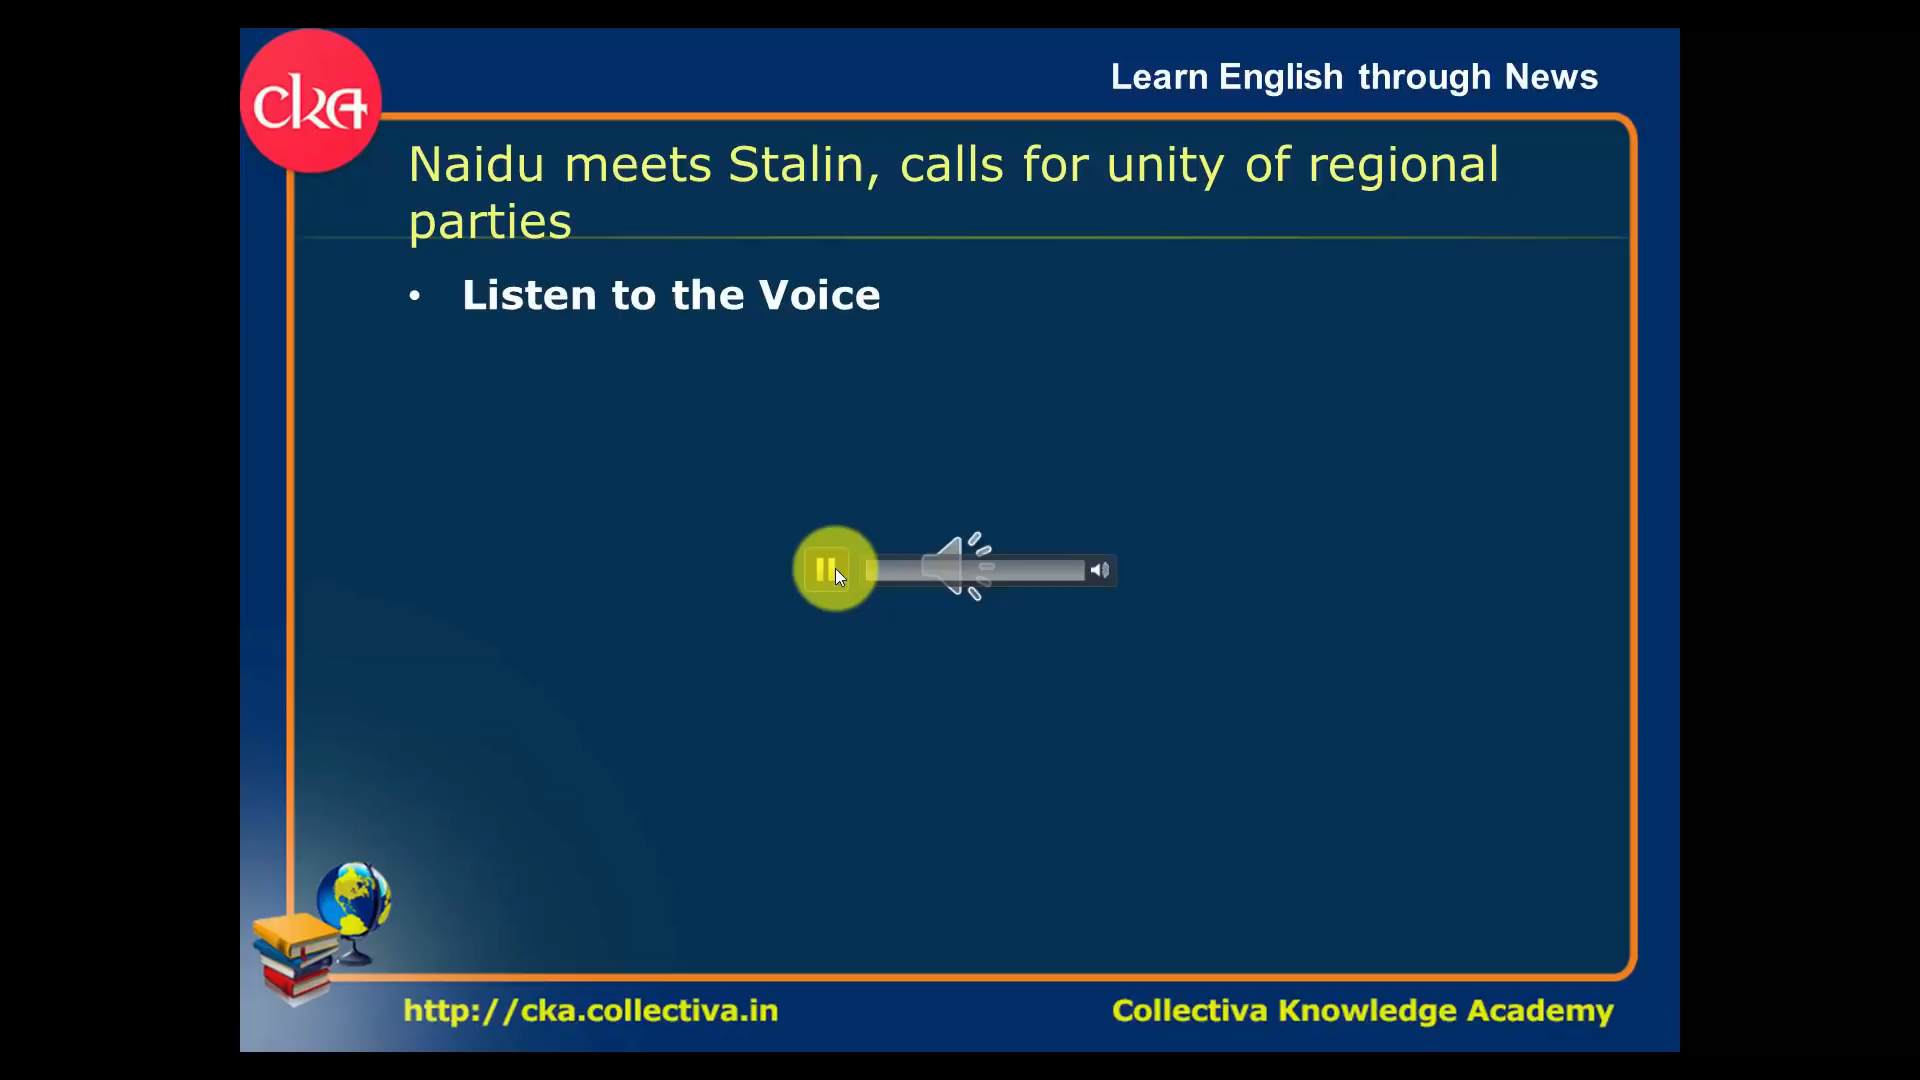 cka
Learn English through News
Naidu meets Stalin, calls for unity of regional
parties
• Listen to the Voice
http://cka.collectiva.in
Collectiva Knowledge Academy